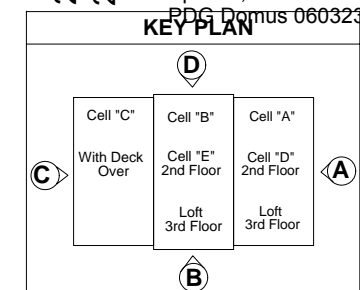 PDG Domus 060323
KEY PLAN
D
Cell "C"
With Deck
Over
Cell "B"
Cell "E"
2nd Floor
Loft
3rd Floor
Cell "A"
Cell "D"
2nd Floor
Loft
3rd Floor
C
A
B